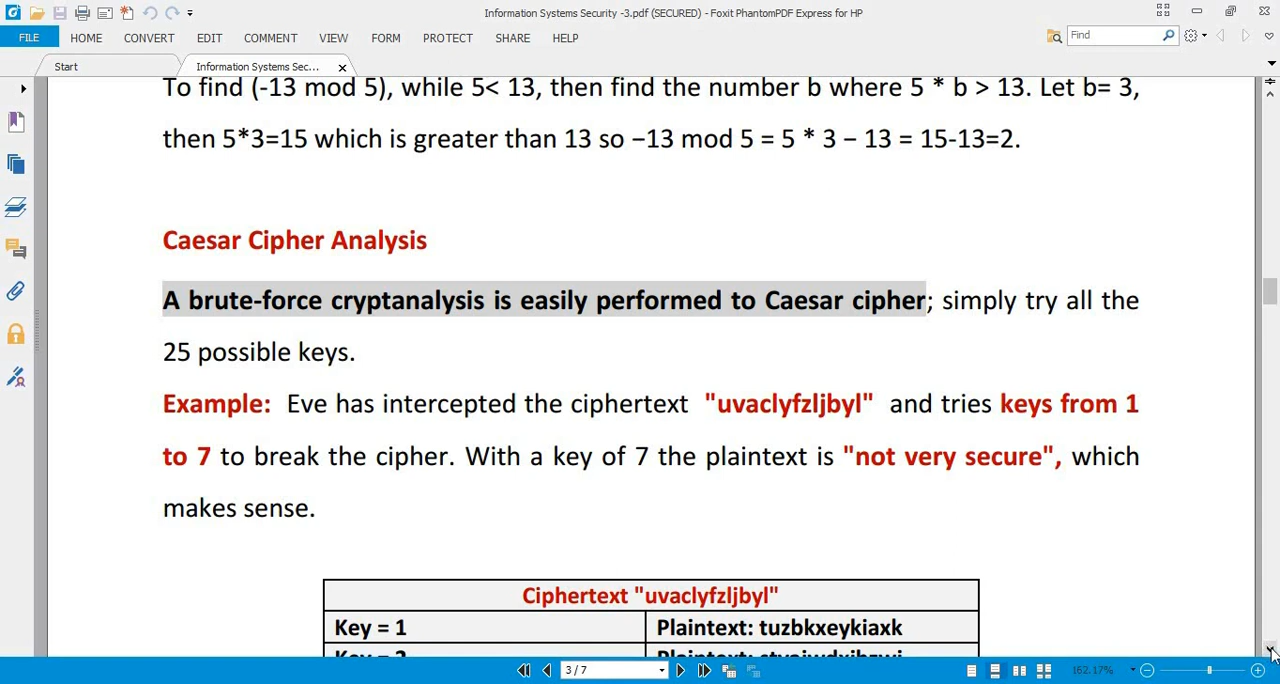 Information Systems Security -3.pdf (SECURED) - Foxit PhantomPDF Express for HP
FILE HOME CONVERT EDIT COMMENT VIEW FORM PROTECT SHARE HELP
Find
Start
Information Systems Sec...
To find (-13 mod 5), while 5< 13, then find the number b where 5 * b > 13. Let b= 3,
then 5*3=15 which is greater than 13 so −13 mod 5 = 5 * 3 − 13 = 15-13=2.
Caesar Cipher Analysis
A brute-force cryptanalysis is easily performed to Caesar cipher; simply try all the
25 possible keys.
Example: Eve has intercepted the ciphertext "uvaclyfzljbyl" and tries keys from 1
to 7 to break the cipher. With a key of 7 the plaintext is "not very secure", which
makes sense.
Ciphertext "uvaclyfzljbyl"
Key = 1 Plaintext: tuzbkxeykiaxk
Key = 2 Plaintext: styajwdxjhzwj
3 / 7
162.17%